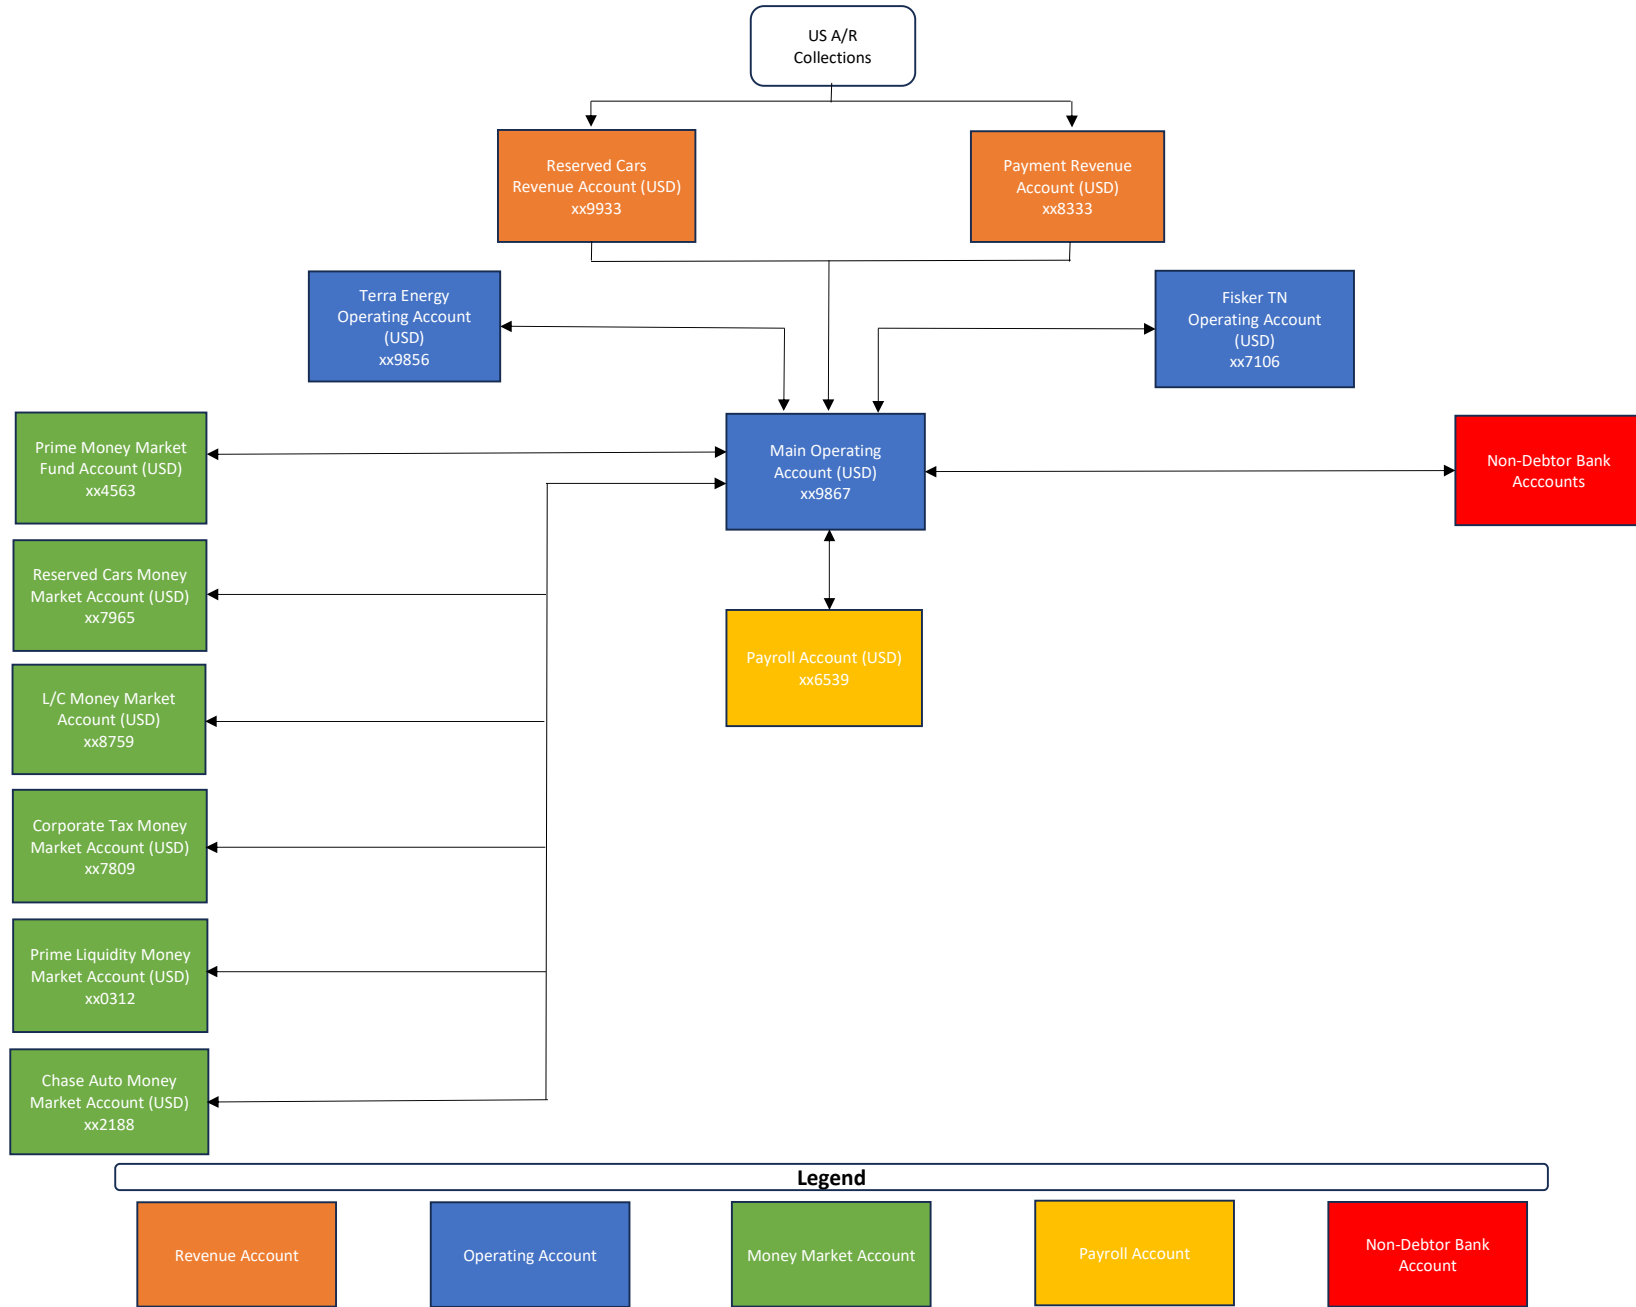 US A/R
Collections
Reserved Cars
Revenue Account (USD)
xx9933
Payment Revenue
Account (USD)
xx8333
Terra Energy
Operating Account
(USD)
xx9856
Fisker TN
Operating Account
(USD)
xx7106
Prime Money Market
Fund Account (USD)
xx4563
Main Operating
Account (USD)
xx9867
Non-Debtor Bank
Acccounts
Reserved Cars Money
Market Account (USD)
xx7965
Payroll Account (USD)
xx6539
L/C Money Market
Account (USD)
xx8759
Corporate Tax Money
Market Account (USD)
xx7809
Prime Liquidity Money
Market Account (USD)
xx0312
Chase Auto Money
Market Account (USD)
xx2188
Legend
Revenue Account
Operating Account
Money Market Account
Payroll Account
Non-Debtor Bank
Account